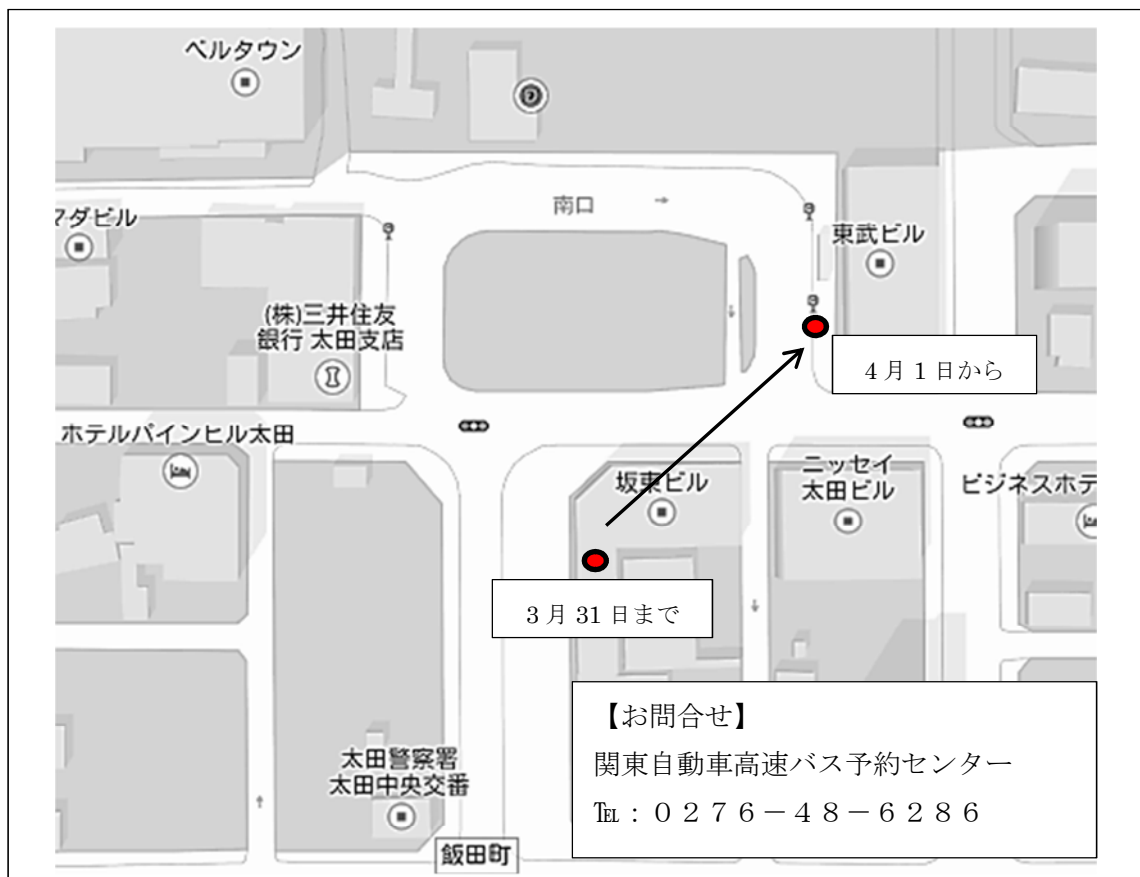 ベルタウン
南口
マダビル
東武ビル
(株)三井住友
銀行 太田支店
4月1日から
ホテルパインヒル太田
坂東ビル
ニッセイ
太田ビル
ビジネスホテ
3月31日まで
【お問合せ】
関東自動車高速バス予約センター
℡：０２７６－４８－６２８６
太田警察署
太田中央交番
飯田町